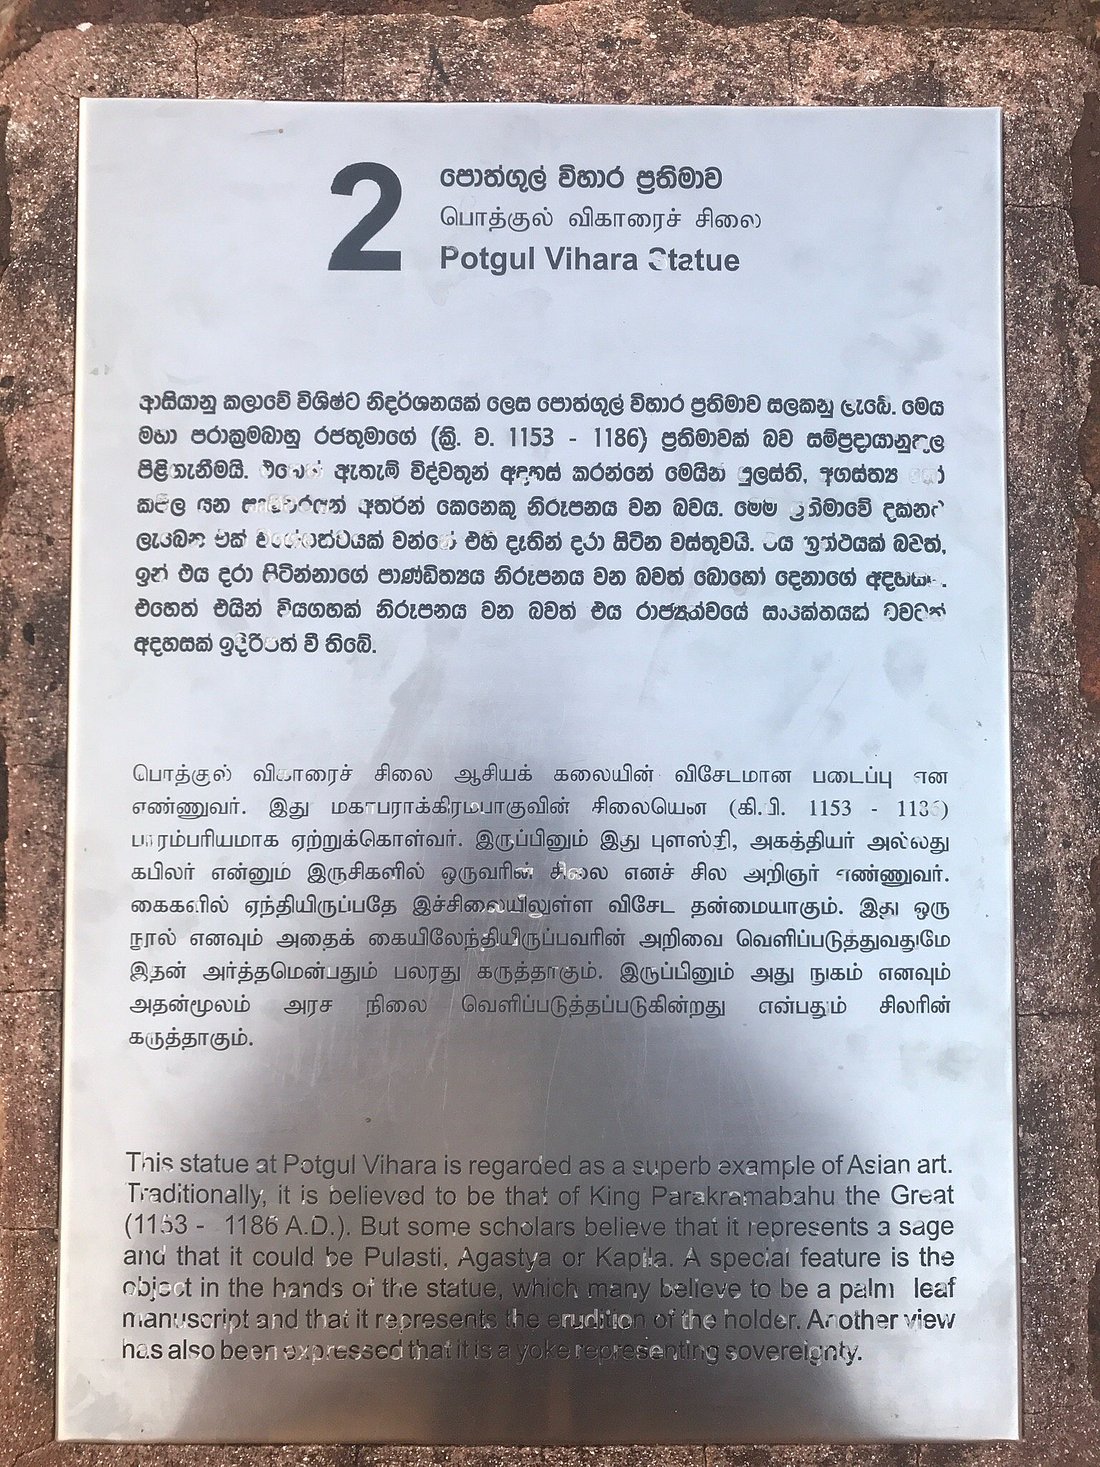 2
පොත්ගුල් විහාර ප්‍රතිමාව
பொத்குல் விகாரைச் சிலை
Potgul Vihara Statue
ආසියානු කලාවේ විශිෂ්ට නිදර්ශනයක් ලෙස පොත්ගුල් විහාර ප්‍රතිමාව සලකනු ලැබේ. මෙය
මහා පරාක්‍රමබාහු රජතුමාගේ (ක්‍රි. ව. 1153 - 1186) ප්‍රතිමාවක් බව සම්ප්‍රදායානුකූල
පිළිගැනීමයි. එහෙත් ඇතැම් විද්වතුන් අදහස් කරන්නේ මෙයින් පුලස්ති, අගස්ත්‍ය හෝ
කපිල යන අතරින් කෙනෙකු නිරූපනය වන බවය. මෙම ප්‍රතිමාවේ දකනට
ලැබෙන එක් වන්නේ එහි දෑතින් දරා සිටින වස්තුවයි. එය ග්‍රන්ථයක් බවත්,
ඉන් එය දරා සිටින්නාගේ පාණ්ඩිත්‍යය නිරූපනය වන බවත් බොහෝ දෙනාගේ අදහසයි.
එහෙත් එයින් වියගහක් නිරූපනය වන බවත් එය රාජ්‍යත්වයේ සංකේතයක් බවටත්
අදහසක් ඉදිරිපත් වී තිබේ.
பொத்குல் விகாரைச் சிலை ஆசியக் கலையின் விசேடமான படைப்பு என
எண்ணுவர். இது மகாபராக்கிரமபாகுவின் சிலையென (கி.பி. 1153 - 1186)
பாரம்பரியமாக ஏற்றுக்கொள்வர். இருப்பினும் இது புளஸ்தி, அகத்தியர் அல்லது
கபிலர் என்னும் இருசிகளில் ஒருவரின் சிலை எனச் சில அறிஞர் எண்ணுவர்.
கைகளில் ஏந்தியிருப்பதே இச்சிலையிலுள்ள விசேட தன்மையாகும். இது ஒரு
நூல் எனவும் அதைக் கையிலேந்தியிருப்பவரின் அறிவை வெளிப்படுத்துவதுமே
இதன் அர்த்தமென்பதும் பலரது கருத்தாகும். இருப்பினும் அது நுகம் எனவும்
அதன்மூலம் அரச நிலை வெளிப்படுத்தப்படுகின்றது என்பதும் சிலரின்
கருத்தாகும்.
This statue at Potgul Vihara is regarded as a superb example of Asian art.
Traditionally, it is believed to be that of King Parakramabahu the Great
(1153 - 1186 A.D.). But some scholars believe that it represents a sage
and that it could be Pulasti, Agastya or Kapila. A special feature is the
object in the hands of the statue, which many believe to be a palm leaf
manuscript and that it represents the erudition of the holder. Another view
has also been expressed that it is a yoke representing sovereignty.